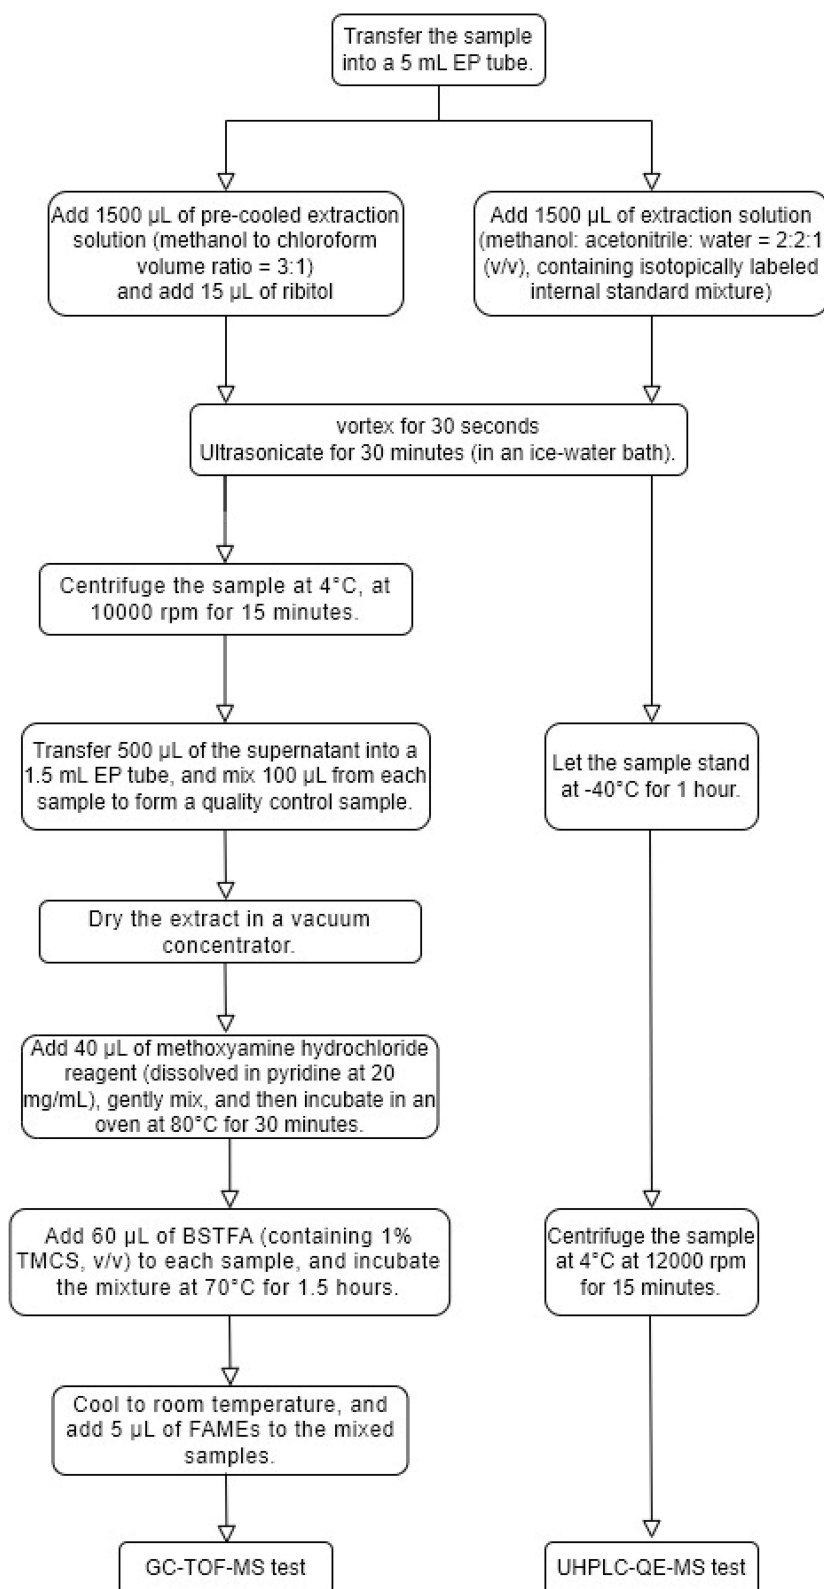 Transfer the sample
into a 5 mL EP tube.
Add 1500 µL of pre-cooled extraction
solution (methanol to chloroform
volume ratio = 3:1)
and add 15 µL of ribitol
Add 1500 µL of extraction solution
(methanol: acetonitrile: water = 2:2:1
(v/v), containing isotopically labeled
internal standard mixture)
vortex for 30 seconds
Ultrasonicate for 30 minutes (in an ice-water bath).
Centrifuge the sample at 4°C, at
10000 rpm for 15 minutes.
Transfer 500 µL of the supernatant into a
1.5 mL EP tube, and mix 100 µL from each
sample to form a quality control sample.
Let the sample stand
at -40°C for 1 hour.
Dry the extract in a vacuum
concentrator.
Add 40 µL of methoxyamine hydrochloride
reagent (dissolved in pyridine at 20
mg/mL), gently mix, and then incubate in an
oven at 80°C for 30 minutes.
Add 60 µL of BSTFA (containing 1%
TMCS, v/v) to each sample, and incubate
the mixture at 70°C for 1.5 hours.
Centrifuge the sample
at 4°C at 12000 rpm
for 15 minutes.
Cool to room temperature, and
add 5 µL of FAMEs to the mixed
samples.
GC-TOF-MS test
UHPLC-QE-MS test